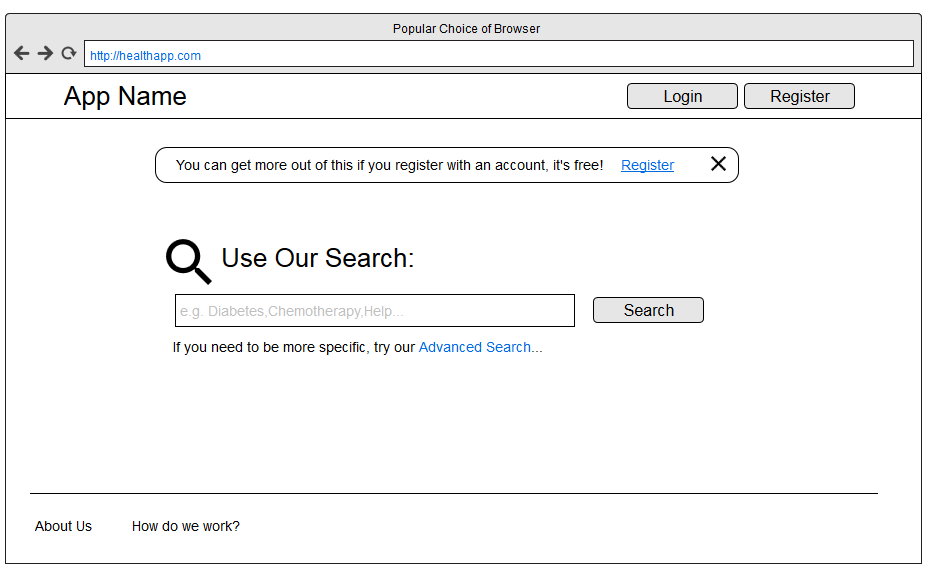 Popular Choice of Browser
http://healthapp.com
App Name
Login
Register
You can get more out of this if you register with an account, it's free! Register
Use Our Search:
e.g. Diabetes,Chemotherapy,Help...
Search
If you need to be more specific, try our Advanced Search...
About Us
How do we work?